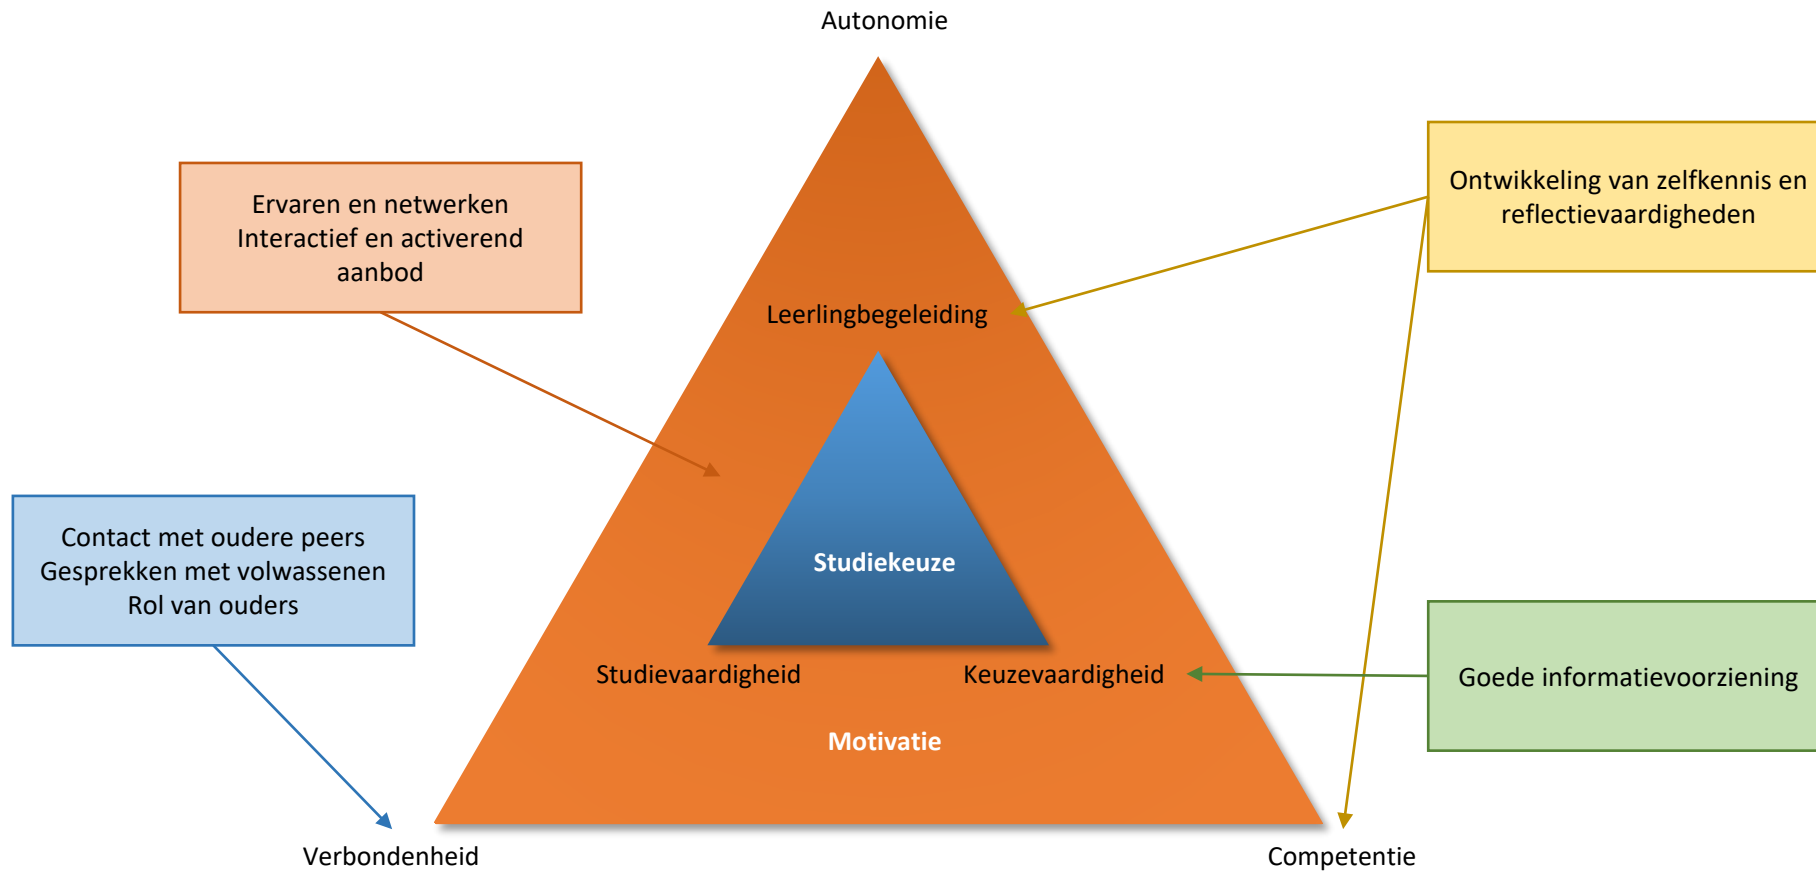 Autonomie
Ervaren en netwerken
Interactief en activerend
aanbod
Ontwikkeling van zelfkennis en
reflectievaardigheden
Leerlingbegeleiding
Contact met oudere peers
Gesprekken met volwassenen
Rol van ouders
Studiekeuze
Studievaardigheid
Keuzevaardigheid
Goede informatievoorziening
Motivatie
Verbondenheid
Competentie